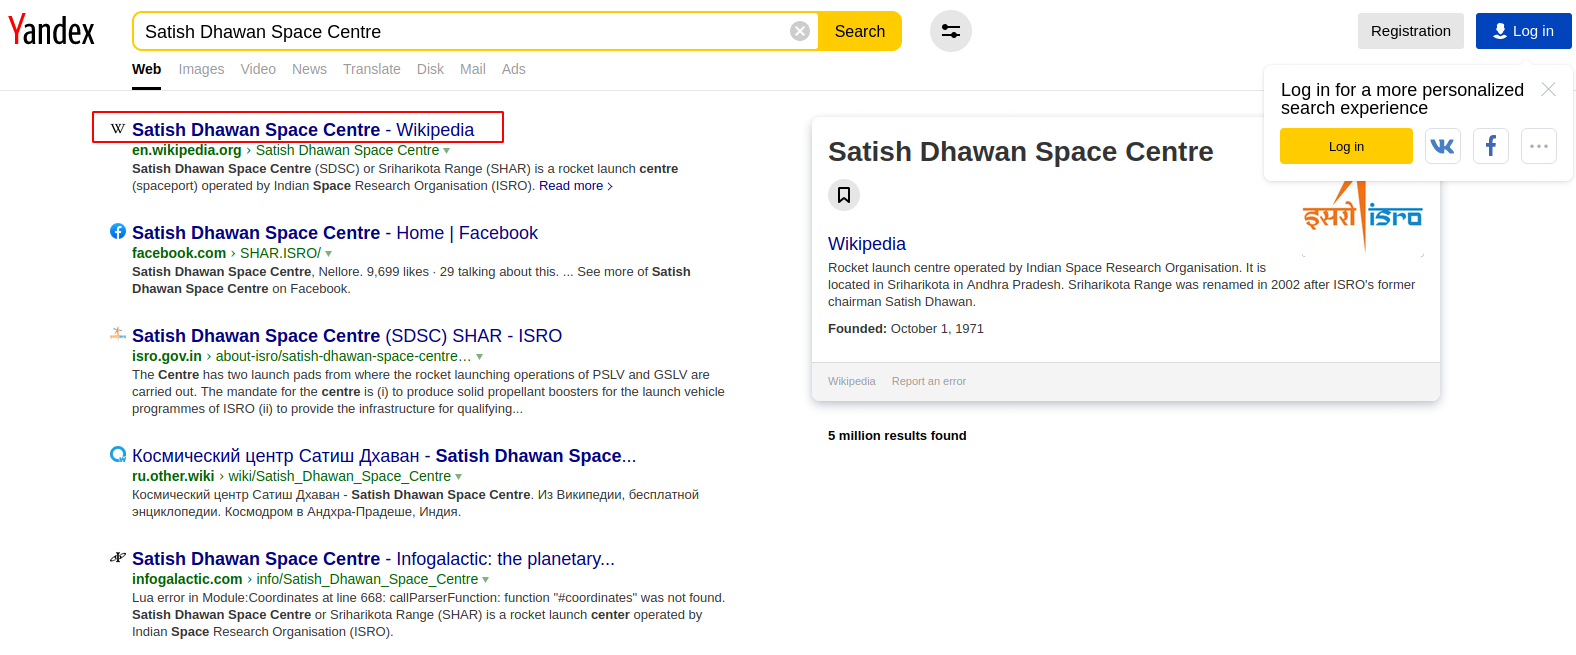 Yandex
Satish Dhawan Space Centre
Search
Registration
Log in
Web Images Video News Translate Disk Mail Ads
Log in for a more personalized
search experience
Log in
Satish Dhawan Space Centre - Wikipedia
en.wikipedia.org › Satish Dhawan Space Centre
Satish Dhawan Space Centre (SDSC) or Sriharikota Range (SHAR) is a rocket launch centre
(spaceport) operated by Indian Space Research Organisation (ISRO). Read more ›
Satish Dhawan Space Centre - Home | Facebook
facebook.com › SHAR.ISRO/
Satish Dhawan Space Centre, Nellore. 9,699 likes · 29 talking about this. ... See more of Satish
Dhawan Space Centre on Facebook.
Satish Dhawan Space Centre (SDSC) SHAR - ISRO
isro.gov.in › about-isro/satish-dhawan-space-centre…
The Centre has two launch pads from where the rocket launching operations of PSLV and GSLV are
carried out. The mandate for the centre is (i) to produce solid propellant boosters for the launch vehicle
programmes of ISRO (ii) to provide the infrastructure for qualifying...
Космический центр Сатиш Дхаван - Satish Dhawan Space...
ru.other.wiki › wiki/Satish_Dhawan_Space_Centre
Космический центр Сатиш Дхаван - Satish Dhawan Space Centre. Из Википедии, бесплатной
энциклопедии. Космодром в Андхра-Прадеше, Индия.
Satish Dhawan Space Centre - Infogalactic: the planetary...
infogalactic.com › info/Satish_Dhawan_Space_Centre
Lua error in Module:Coordinates at line 668: callParserFunction: function "#coordinates" was not found.
Satish Dhawan Space Centre or Sriharikota Range (SHAR) is a rocket launch center operated by
Indian Space Research Organisation (ISRO).
Satish Dhawan Space Centre
इसरो isro
Wikipedia
Rocket launch centre operated by Indian Space Research Organisation. It is
located in Sriharikota in Andhra Pradesh. Sriharikota Range was renamed in 2002 after ISRO's former
chairman Satish Dhawan.
Founded: October 1, 1971
Wikipedia Report an error
5 million results found